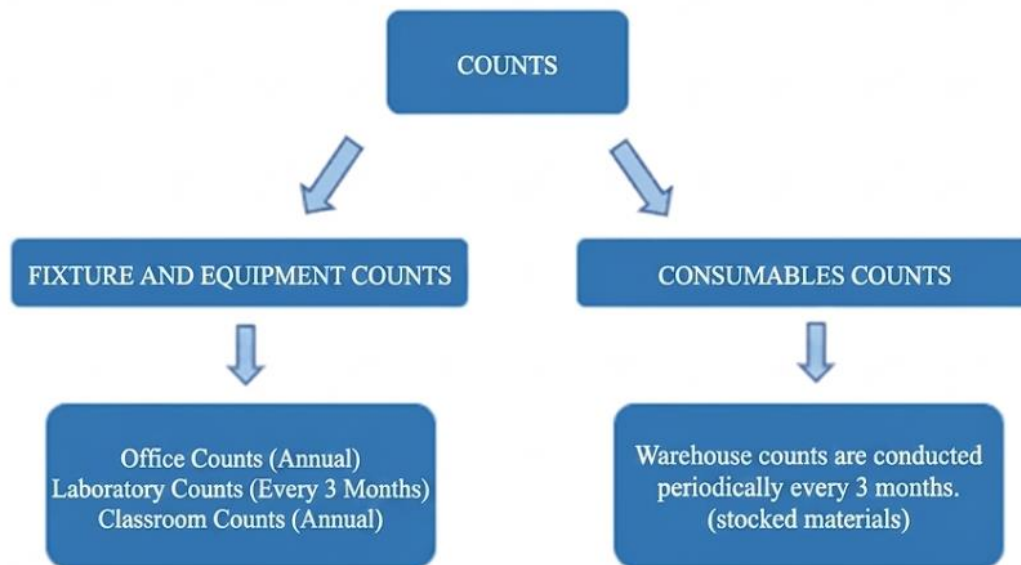 COUNTS
FIXTURE AND EQUIPMENT COUNTS
CONSUMABLES COUNTS
Office Counts (Annual)
Laboratory Counts (Every 3 Months)
Classroom Counts (Annual)
Warehouse counts are conducted
periodically every 3 months.
(stocked materials)